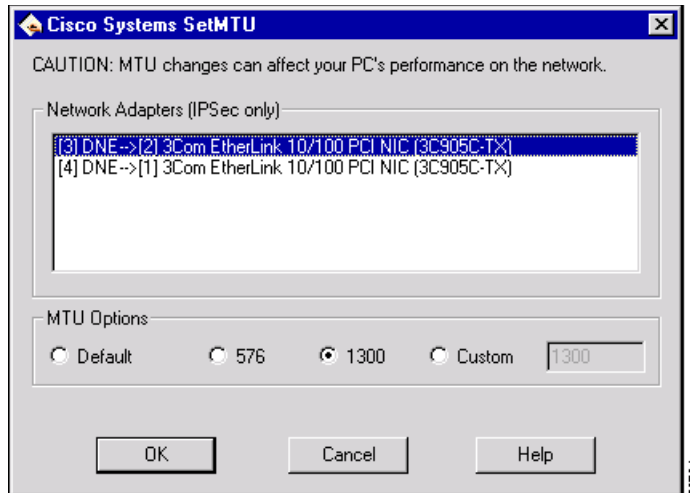 Cisco Systems SetMTU
CAUTION: MTU changes can affect your PC's performance on the network.
Network Adapters (IPSec only)
[3] DNE-->[2] 3Com EtherLink 10/100 PCI NIC (3C905C-TX)
[4] DNE-->[1] 3Com EtherLink 10/100 PCI NIC (3C905C-TX)
MTU Options
Default 576 1300 Custom 1300
OK Cancel Help